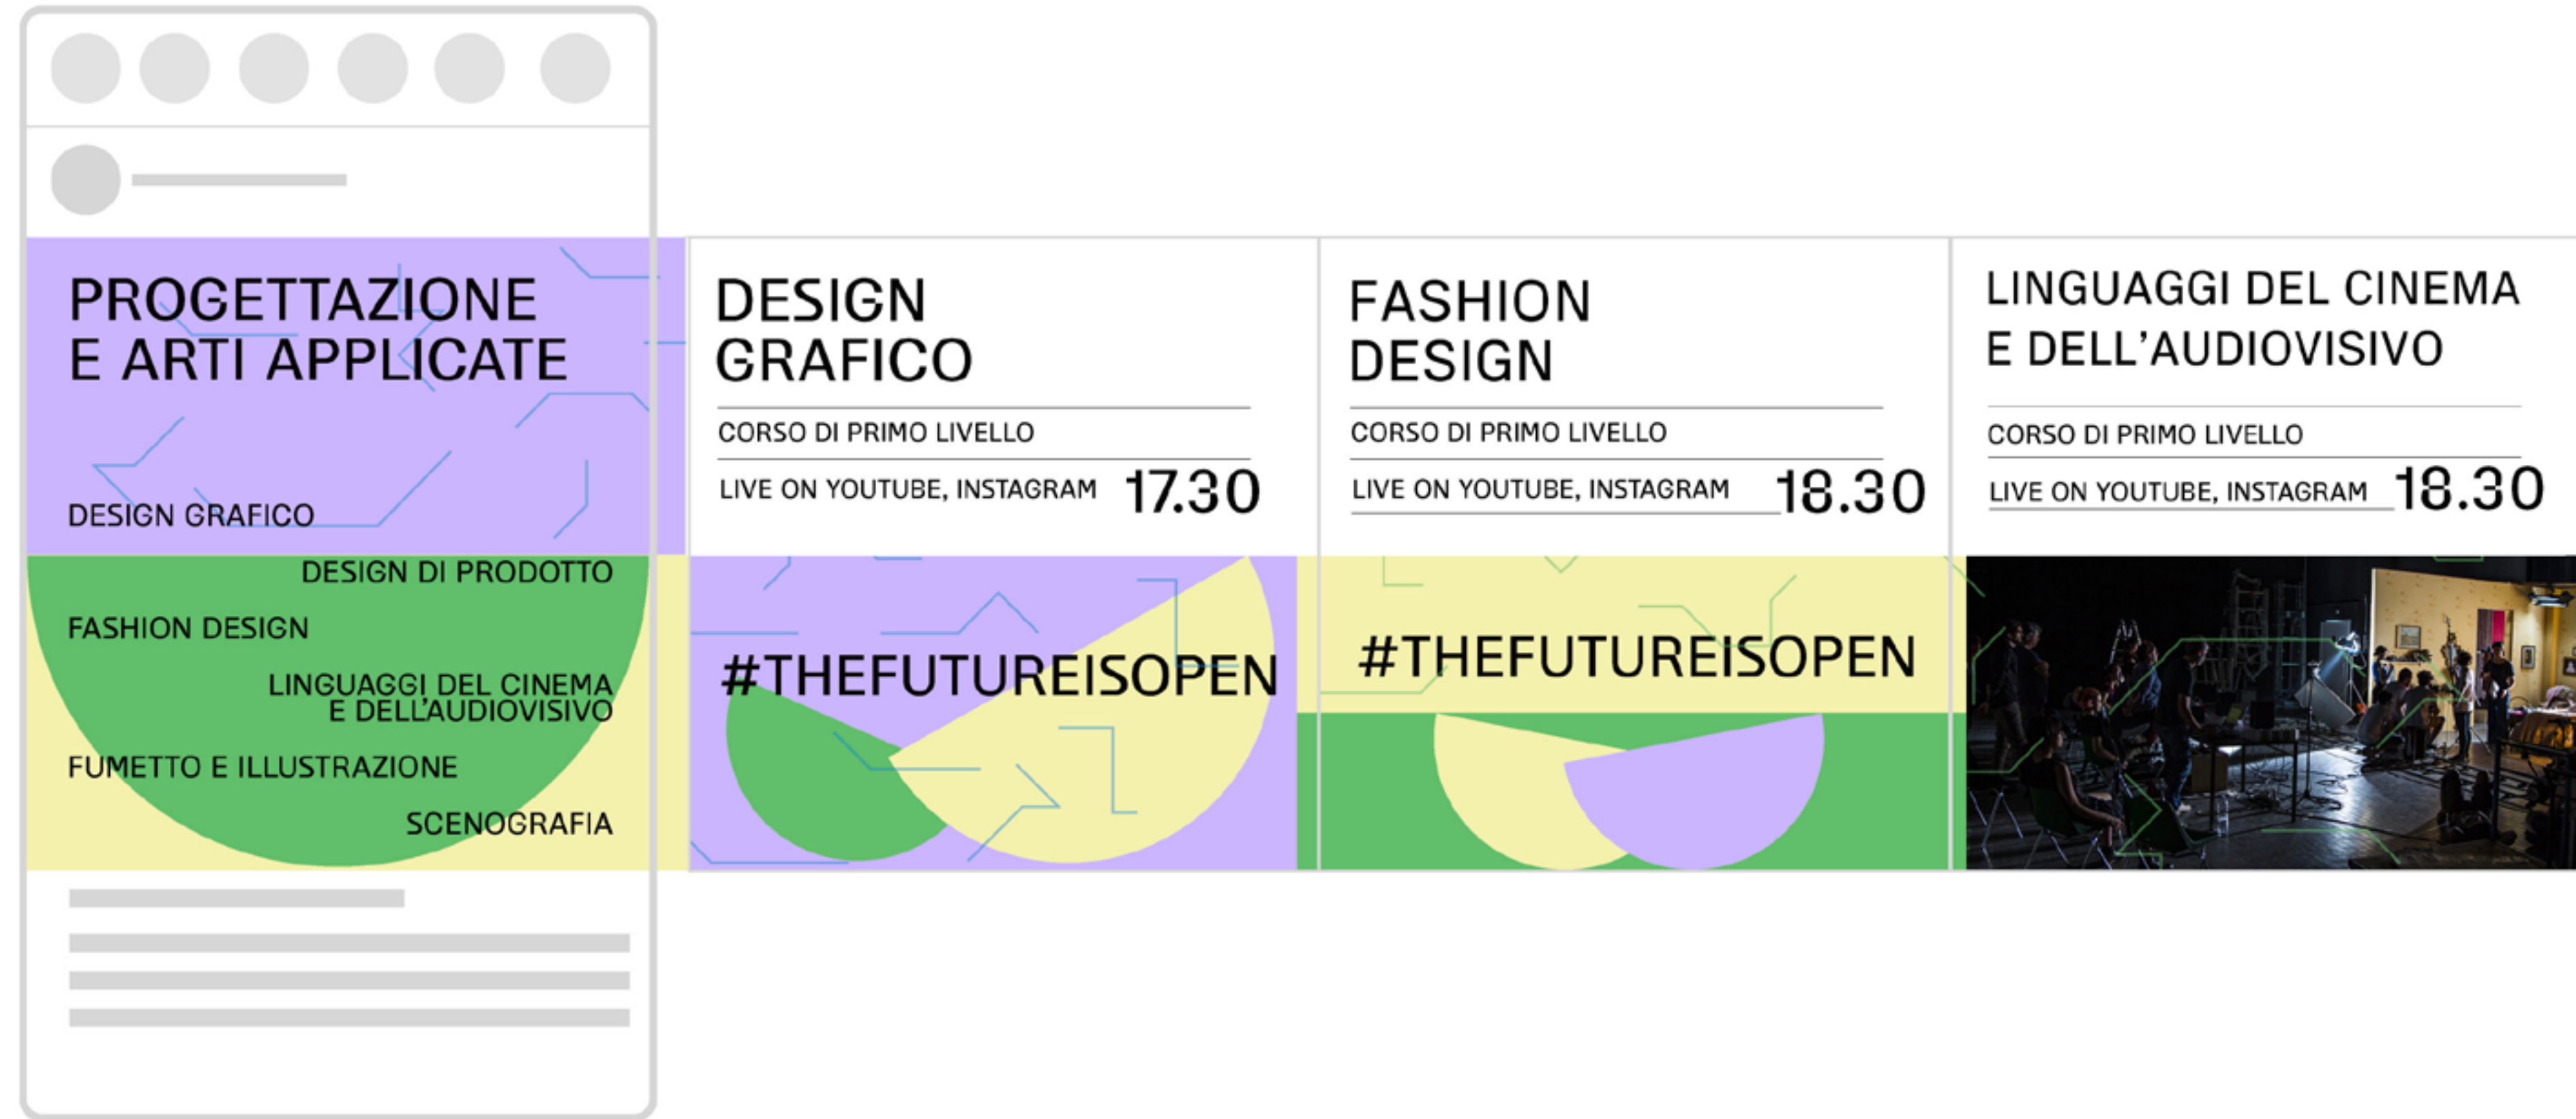 PROGETTAZIONE
E ARTI APPLICATE
DESIGN GRAFICO
DESIGN DI PRODOTTO
FASHION DESIGN
LINGUAGGI DEL CINEMA
E DELL'AUDIOVISIVO
FUMETTO E ILLUSTRAZIONE
SCENOGRAFIA
DESIGN
GRAFICO
CORSO DI PRIMO LIVELLO
LIVE ON YOUTUBE, INSTAGRAM 17.30
#THEFUTUREISOPEN
FASHION
DESIGN
CORSO DI PRIMO LIVELLO
LIVE ON YOUTUBE, INSTAGRAM 18.30
#THEFUTUREISOPEN
LINGUAGGI DEL CINEMA
E DELL'AUDIOVISIVO
CORSO DI PRIMO LIVELLO
LIVE ON YOUTUBE, INSTAGRAM 18.30